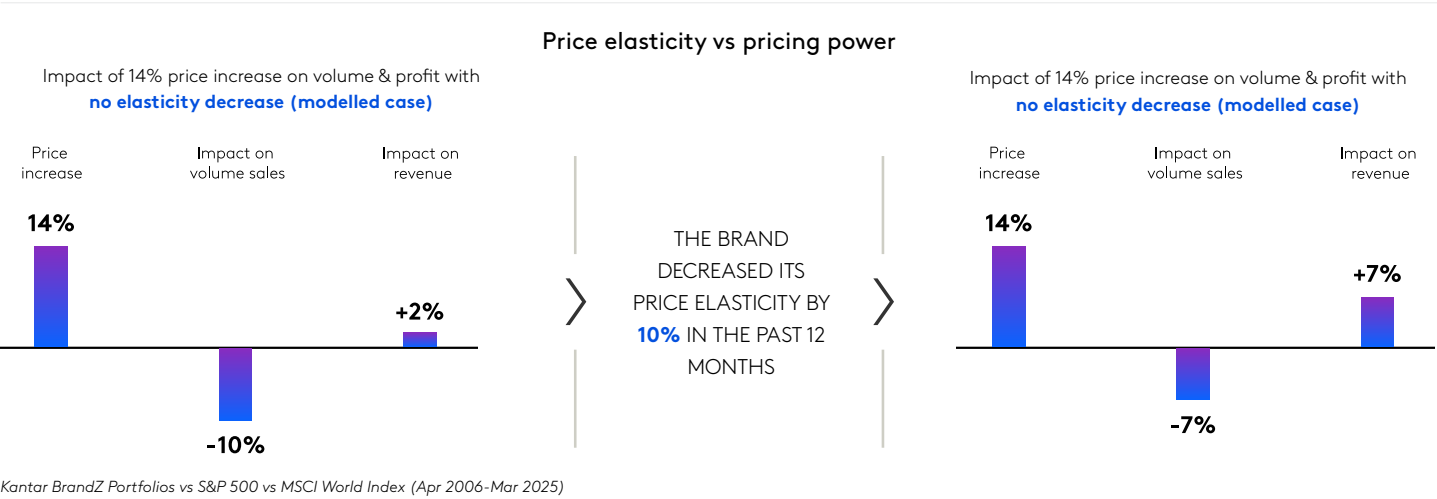 Price elasticity vs pricing power
Impact of 14% price increase on volume & profit with
no elasticity decrease (modelled case)
Price
increase
Impact on
volume sales
Impact on
revenue
14%
-10%
+2%
THE BRAND
DECREASED ITS
PRICE ELASTICITY BY
10% IN THE PAST 12
MONTHS
Impact of 14% price increase on volume & profit with
no elasticity decrease (modelled case)
Price
increase
Impact on
volume sales
Impact on
revenue
14%
-7%
+7%
Kantar BrandZ Portfolios vs S&P 500 vs MSCI World Index (Apr 2006-Mar 2025)